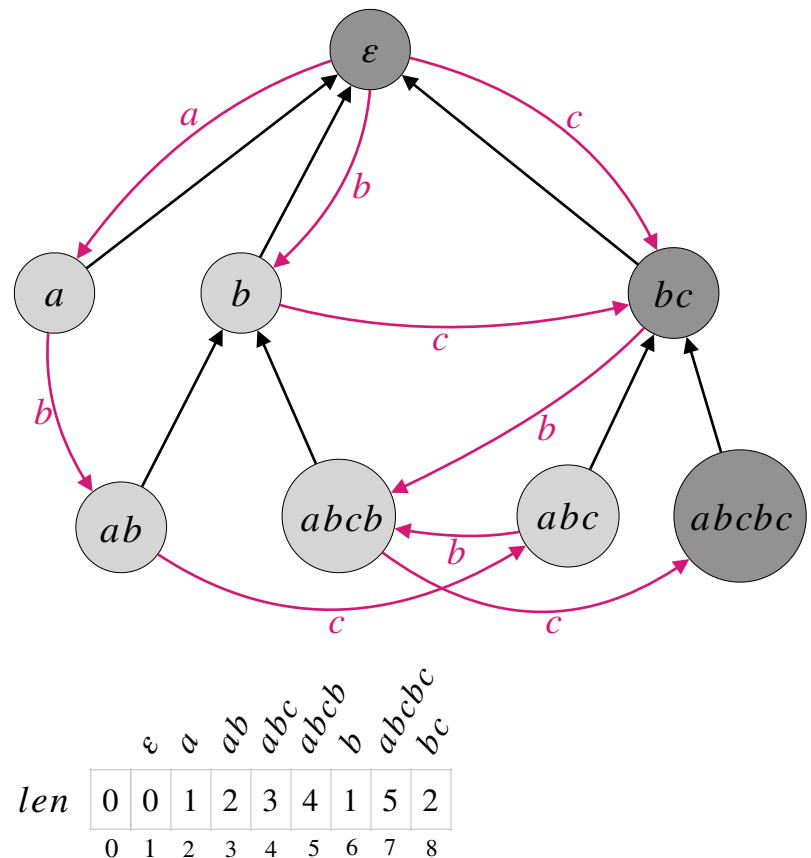 ε
a
c
b
a b bc
c
b b
ab abcb abc abcbc
b
c c
ε a ab abc abcb b abcbc bc
len 0 0 1 2 3 4 1 5 2
0 1 2 3 4 5 6 7 8